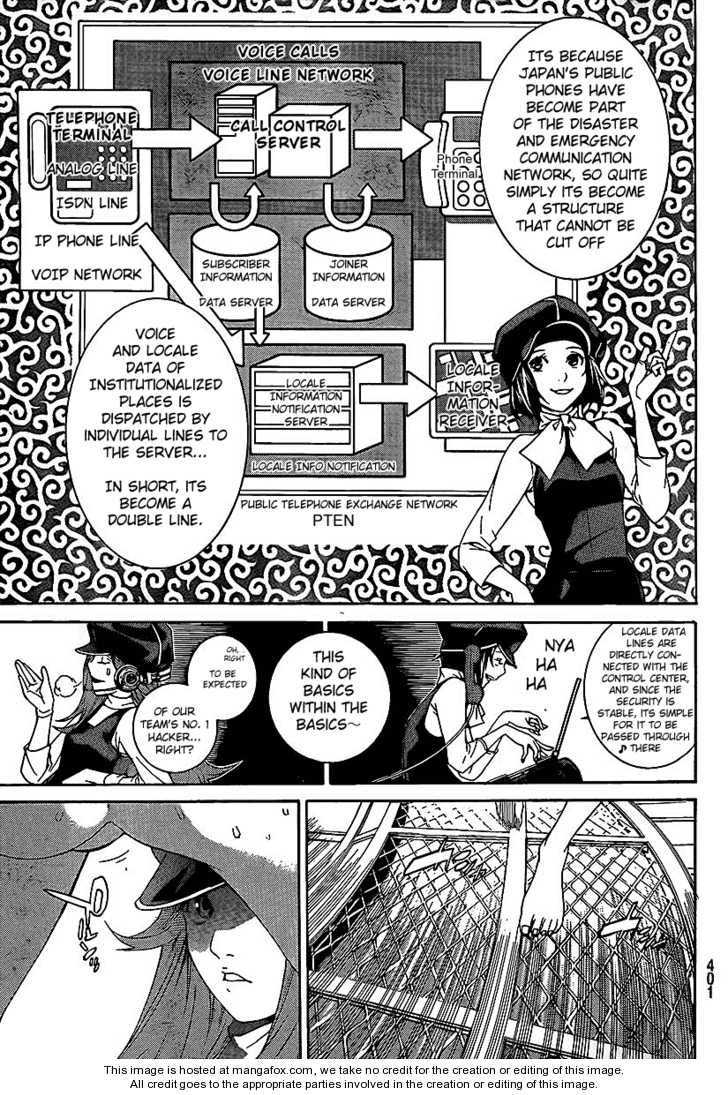 VOICE CALLS
VOICE LINE NETWORK
TELEPHONE
TERMINAL
ANALOG LINE
ISDN LINE
IP PHONE LINE
VOIP NETWORK
CALL CONTROL
SERVER
Phone
Terminal
ITS BECAUSE
JAPAN'S PUBLIC
PHONES HAVE
BECOME PART
OF THE DISASTER
AND EMERGENCY
COMMUNICATION
NETWORK, SO QUITE
SIMPLY ITS BECOME
A STRUCTURE
THAT CANNOT BE
CUT OFF
SUBSCRIBER
INFORMATION
DATA SERVER
JOINER
INFORMATION
DATA SERVER
VOICE
AND LOCALE
DATA OF
INSTITUTIONALIZED
PLACES IS
DISPATCHED BY
INDIVIDUAL LINES TO
THE SERVER...
IN SHORT, ITS
BECOME A
DOUBLE LINE.
LOCALE
INFORMATION
NOTIFICATION
SERVER
LOCALE INFO NOTIFICATION
LOCALE
INFOR-
MATION
RECEIVER
PUBLIC TELEPHONE EXCHANGE NETWORK
PTEN
LOCALE DATA
LINES ARE
DIRECTLY CON-
NECTED WITH THE
CONTROL CENTER,
AND SINCE THE
SECURITY IS
STABLE, ITS SIMPLE
FOR IT TO BE
PASSED THROUGH
♪ THERE
NYA
HA
HA
THIS
KIND OF
BASICS
WITHIN THE
BASICS~
OH,
RIGHT
TO BE
EXPECTED
OF OUR
TEAM'S NO. 1
HACKER...
RIGHT?
401
This image is hosted at mangafox.com, we take no credit for the creation or editing of this image.
All credit goes to the appropriate parties involved in the creation or editing of this image.